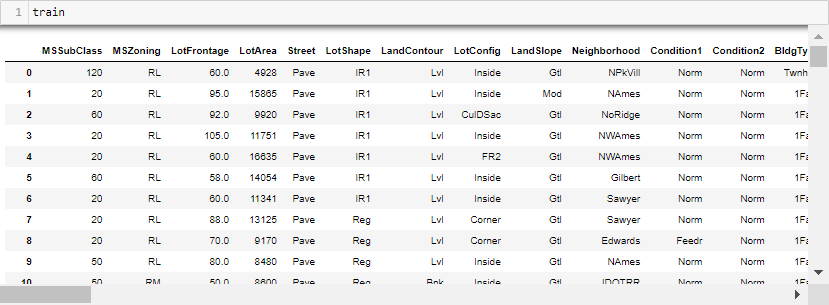 1 train
MSSubClass MSZoning LotFrontage LotArea Street LotShape LandContour LotConfig LandSlope Neighborhood Condition1 Condition2 BldgTy
0 120 RL 60.0 4928 Pave IR1 Lvl Inside Gtl NPkVill Norm Norm Twnh
1 20 RL 95.0 15865 Pave IR1 Lvl Inside Mod NAmes Norm Norm 1Fa
2 60 RL 92.0 9920 Pave IR1 Lvl CulDSac Gtl NoRidge Norm Norm 1Fa
3 20 RL 105.0 11751 Pave IR1 Lvl Inside Gtl NWAmes Norm Norm 1Fa
4 20 RL 60.0 16635 Pave IR1 Lvl FR2 Gtl NWAmes Norm Norm 1Fa
5 60 RL 58.0 14054 Pave IR1 Lvl Inside Gtl Gilbert Norm Norm 1Fa
6 20 RL 60.0 11341 Pave IR1 Lvl Inside Gtl Sawyer Norm Norm 1Fa
7 20 RL 88.0 13125 Pave Reg Lvl Corner Gtl Sawyer Norm Norm 1Fa
8 20 RL 70.0 9170 Pave Reg Lvl Corner Gtl Edwards Feedr Norm 1Fa
9 50 RL 80.0 8480 Pave Reg Lvl Inside Gtl NAmes Norm Norm 1Fa
10 50 RM 50.0 8600 Pave Reg Bnk Inside Gtl IDOTRR Norm Norm 1Fa